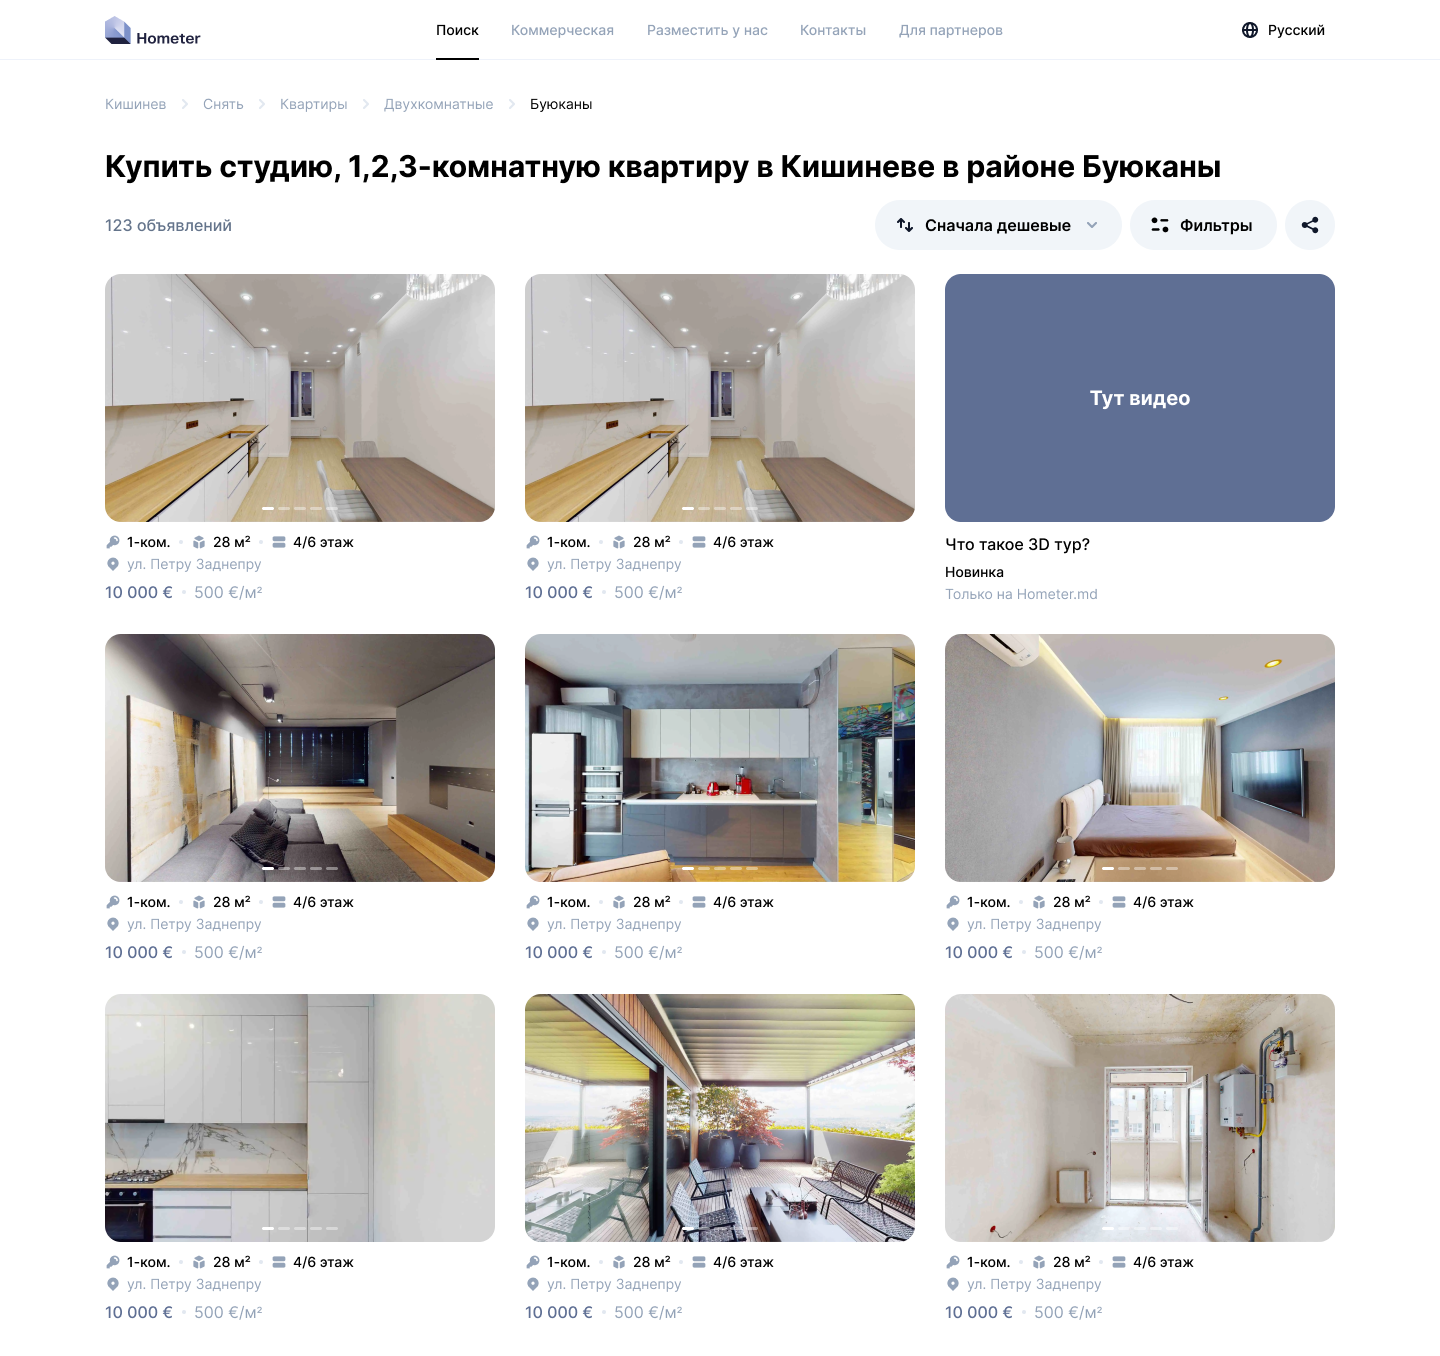 Hometer
Поиск
Коммерческая
Разместить у нас
Контакты
Для партнеров
Русский
Кишинев
Снять
Квартиры
Двухкомнатные
Буюканы
Купить студию, 1,2,3-комнатную квартиру в Кишиневе в районе Буюканы
123 объявлений
Сначала дешевые
Фильтры
1-ком. 28 м² 4/6 этаж
ул. Петру Заднепру
10 000 € 500 €/м²
1-ком. 28 м² 4/6 этаж
ул. Петру Заднепру
10 000 € 500 €/м²
Тут видео
Что такое 3D тур?
Новинка
Только на Hometer.md
1-ком. 28 м² 4/6 этаж
ул. Петру Заднепру
10 000 € 500 €/м²
1-ком. 28 м² 4/6 этаж
ул. Петру Заднепру
10 000 € 500 €/м²
1-ком. 28 м² 4/6 этаж
ул. Петру Заднепру
10 000 € 500 €/м²
1-ком. 28 м² 4/6 этаж
ул. Петру Заднепру
10 000 € 500 €/м²
1-ком. 28 м² 4/6 этаж
ул. Петру Заднепру
10 000 € 500 €/м²
1-ком. 28 м² 4/6 этаж
ул. Петру Заднепру
10 000 € 500 €/м²